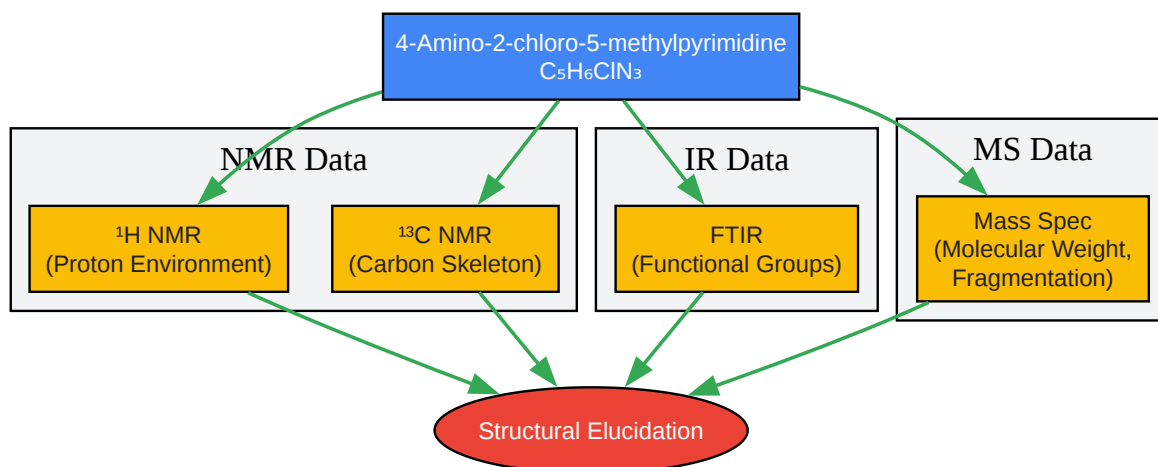 4-Amino-2-chloro-5-methylpyrimidine
C₅H₆ClN₃
NMR Data
IR Data
MS Data
¹H NMR
(Proton Environment)
¹³C NMR
(Carbon Skeleton)
FTIR
(Functional Groups)
Mass Spec
(Molecular Weight,
Fragmentation)
Structural Elucidation